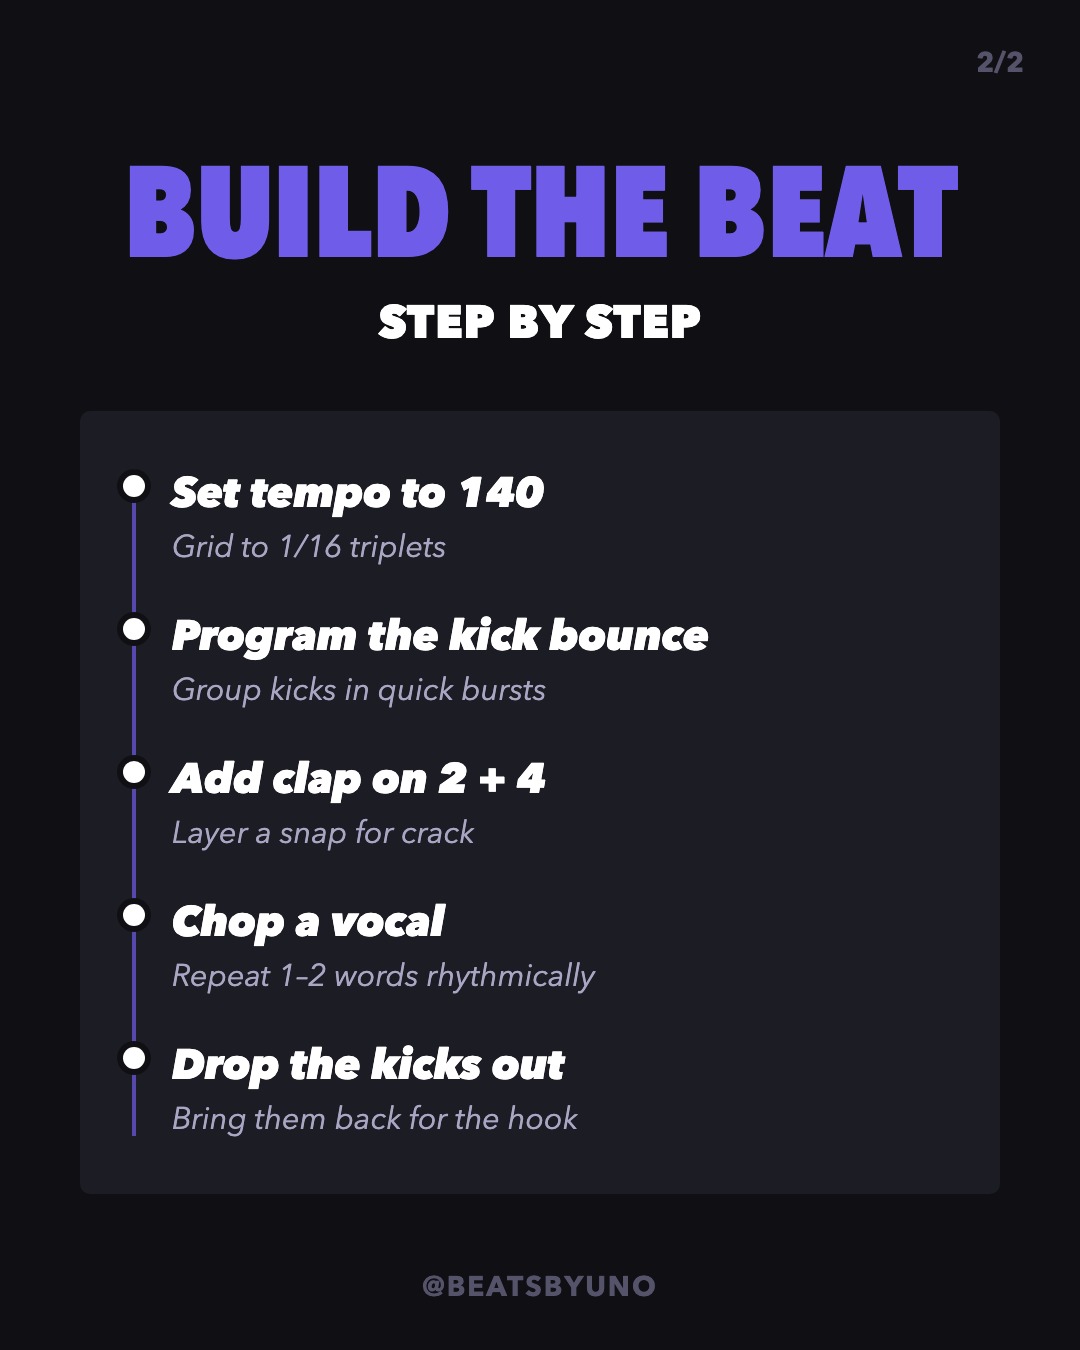 2/2
BUILD THE BEAT
STEP BY STEP
Set tempo to 140
Grid to 1/16 triplets
Program the kick bounce
Group kicks in quick bursts
Add clap on 2 + 4
Layer a snap for crack
Chop a vocal
Repeat 1–2 words rhythmically
Drop the kicks out
Bring them back for the hook
@BEATSBYUNO